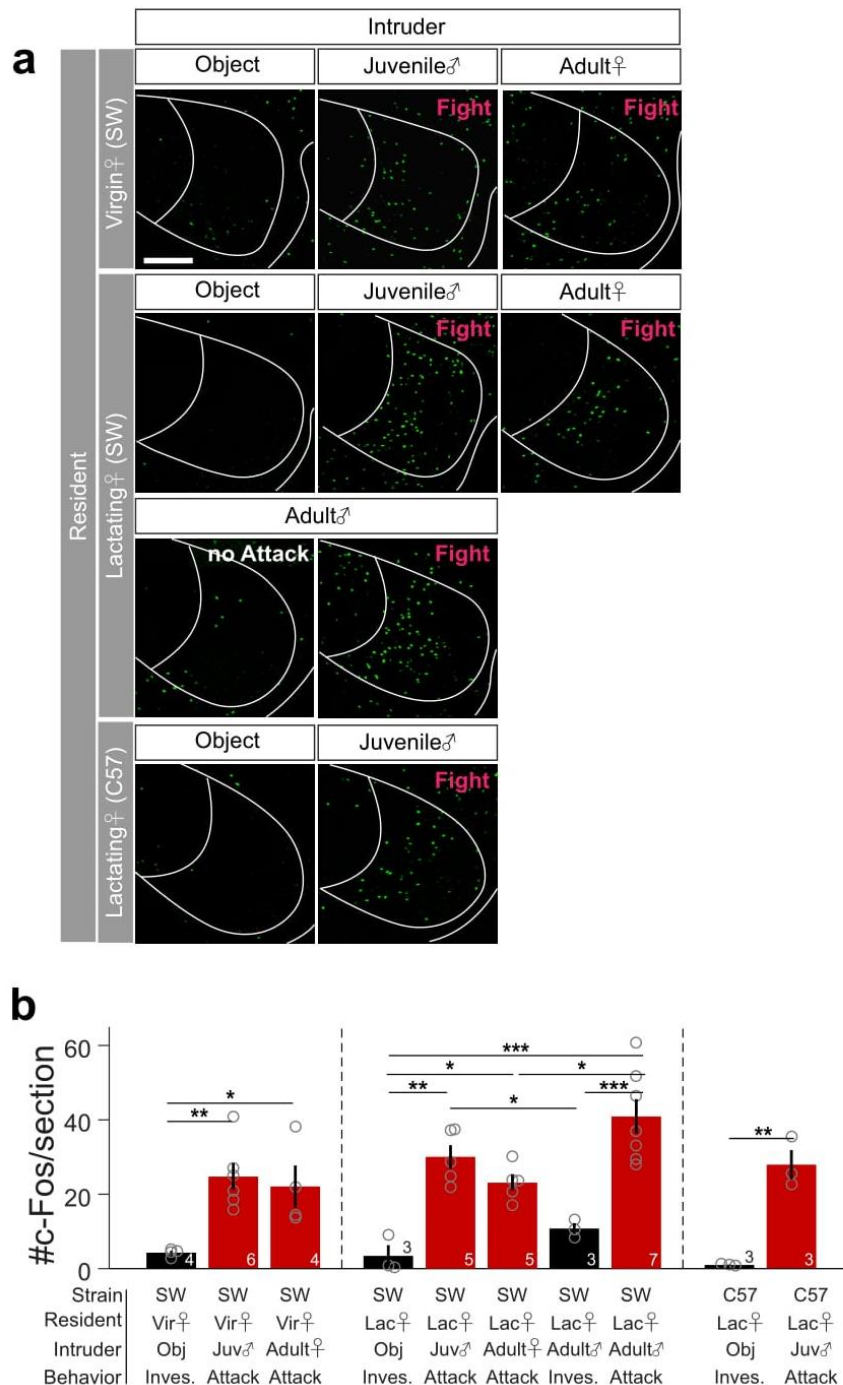 a
Intruder
Resident
Virgin♀ (SW)
Object Juvenile♂ Adult♀
Fight Fight
Lactating♀ (SW)
Object Juvenile♂ Adult♀
Fight Fight
Adult♂
no Attack Fight
Lactating♀ (C57)
Object Juvenile♂
Fight
b
#c-Fos/section
60
40
20
0
* ** *** * * ** *** * **
4 6 4 3 5 5 3 7 3 3
Strain SW SW SW SW SW SW SW SW C57 C57
Resident Vir♀ Vir♀ Vir♀ Lac♀ Lac♀ Lac♀ Lac♀ Lac♀ Lac♀ Lac♀
Intruder Obj Juv♂ Adult♀ Obj Juv♂ Adult♀ Adult♂ Adult♂ Obj Juv♂
Behavior Inves. Attack Attack Inves. Attack Attack Inves. Attack Inves. Attack